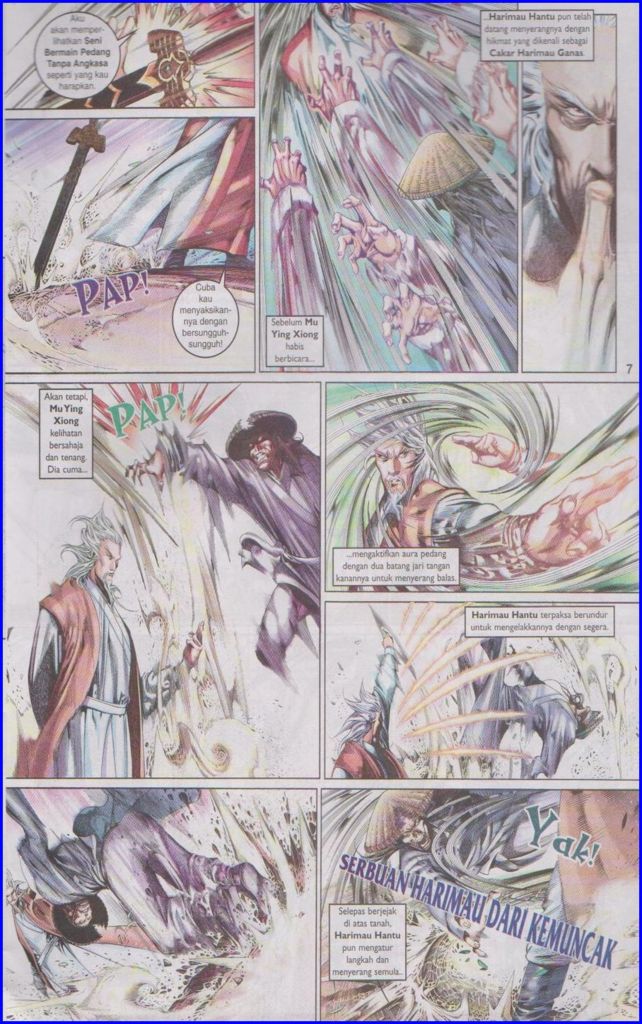 Aku
akan memper-
lihatkan Seni
Bermain Pedang
Tanpa Angkasa
seperti yang kau
harapkan.
PAP!
Cuba
kau
menyaksikan-
nya dengan
bersungguh-
sungguh!
Sebelum Mu
Ying Xiong
habis
berbicara...
...Harimau Hantu pun telah
datang menyerangnya dengan
hikmat yang dikenali sebagai
Cakar Harimau Ganas.
7
Akan tetapi,
Mu Ying
Xiong
kelihatan
bersahaja
dan tenang.
Dia cuma...
PAP!
...mengaktifkan aura pedang
dengan dua batang jari tangan
kanannya untuk menyerang balas.
Harimau Hantu terpaksa berundur
untuk mengelakkannya dengan segera.
Yak!
SERBUAN HARIMAU DARI KEMUNCAK
Selepas berjejak
di atas tanah,
Harimau Hantu
pun mengatur
langkah dan
menyerang semula..